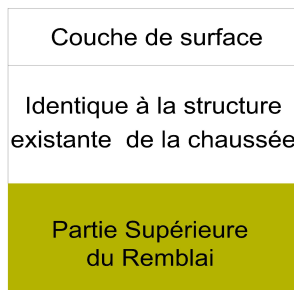 Couche de surface
Identique à la structure
existante de la chaussée
Partie Supérieure
du Remblai